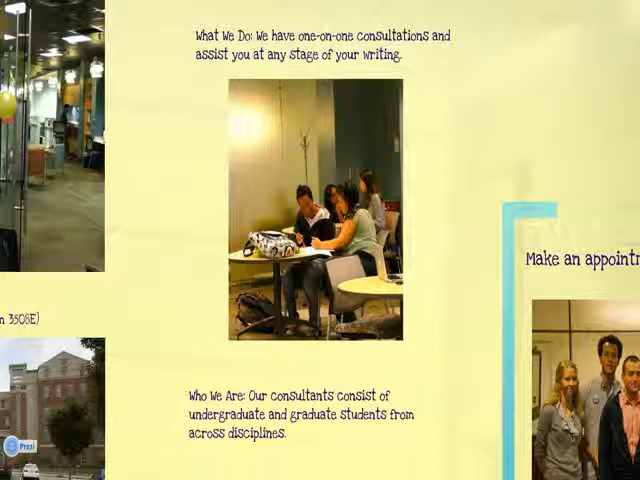 What We Do: We have one-on-one consultations and
assist you at any stage of your writing.
Make an
3508E)
Prezi
Who We Are: Our consultants consist of
undergraduate and graduate students from
across disciplines.